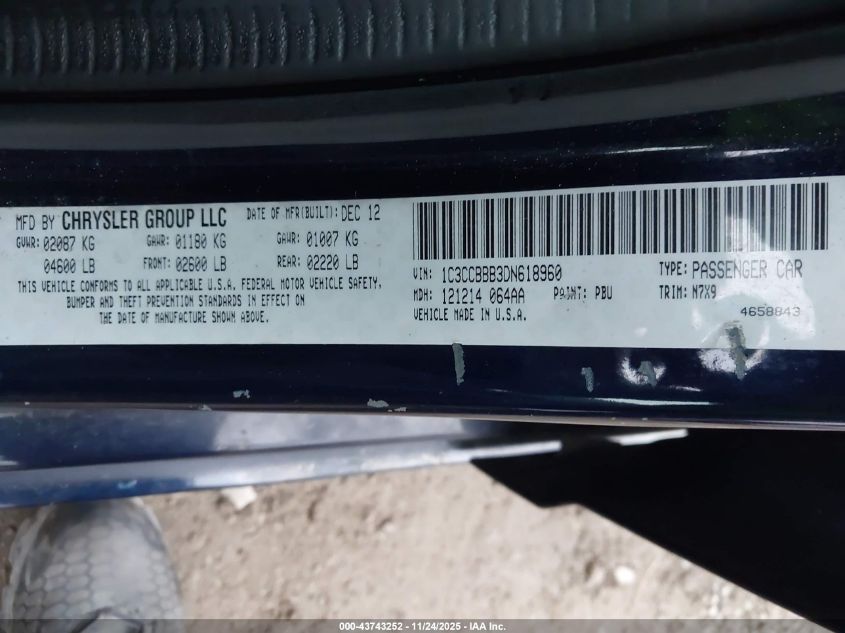 MFD BY CHRYSLER GROUP LLC DATE OF MFR(BUILT): DEC 12
GVWR: 02087 KG GAWR: 01180 KG GAWR: 01007 KG
04600 LB FRONT: 02600 LB REAR: 02220 LB
THIS VEHICLE CONFORMS TO ALL U.S.A. FEDERAL MOTOR VEHICLE SAFETY,
BUMPER AND THEFT PREVENTION STANDARDS IN EFFECT ON
THE DATE OF MANUFACTURE SHOWN ABOVE.
VIN: 1C3CCBBB3DN618960 TYPE: PASSENGER CAR
MDH: 121214 064AA PAINT: PBU TRIM: N7X9
VEHICLE MADE IN U.S.A. 4658843
000-43743252 - 11/24/2025 - IAA Inc.